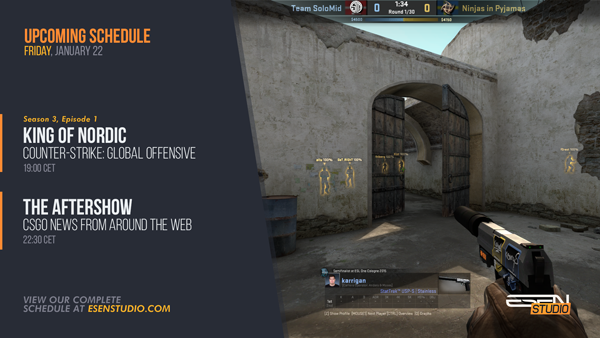 UPCOMING SCHEDULE
FRIDAY, JANUARY 22
Season 3, Episode 1
KING OF NORDIC
COUNTER-STRIKE: GLOBAL OFFENSIVE
19:00 CET
THE AFTERSHOW
CSGO NEWS FROM AROUND THE WEB
22:30 CET
VIEW OUR COMPLETE
SCHEDULE AT ESENSTUDIO.COM
Team SoloMid 0 1:34 0 Ninjas in Pyjamas
Round 1/30
karrigan
ESEN
STUDIO